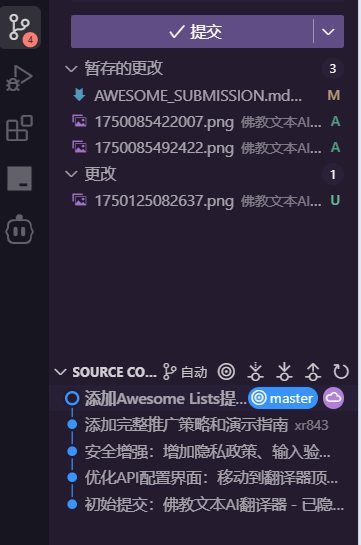 提交
4
暂存的更改 3
AWESOME_SUBMISSION.md... M
1750085422007.png 佛教文本AI... A
1750085492422.png 佛教文本AI... A
更改 1
1750125082637.png 佛教文本AI... U
SOURCE CO... 自动
添加Awesome Lists提... master
添加完整推广策略和演示指南 xr843
安全增强：增加隐私政策、输入验...
优化API配置界面：移动到翻译器顶...
初始提交：佛教文本AI翻译器 - 已隐...